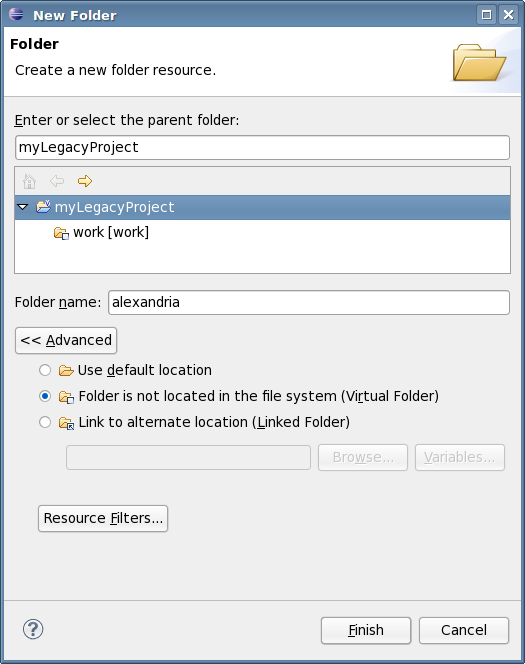 New Folder
Folder
Create a new folder resource.
Enter or select the parent folder:
myLegacyProject
myLegacyProject
work [work]
Folder name: alexandria
<< Advanced
Use default location
Folder is not located in the file system (Virtual Folder)
Link to alternate location (Linked Folder)
Browse... Variables...
Resource Filters...
? Finish Cancel